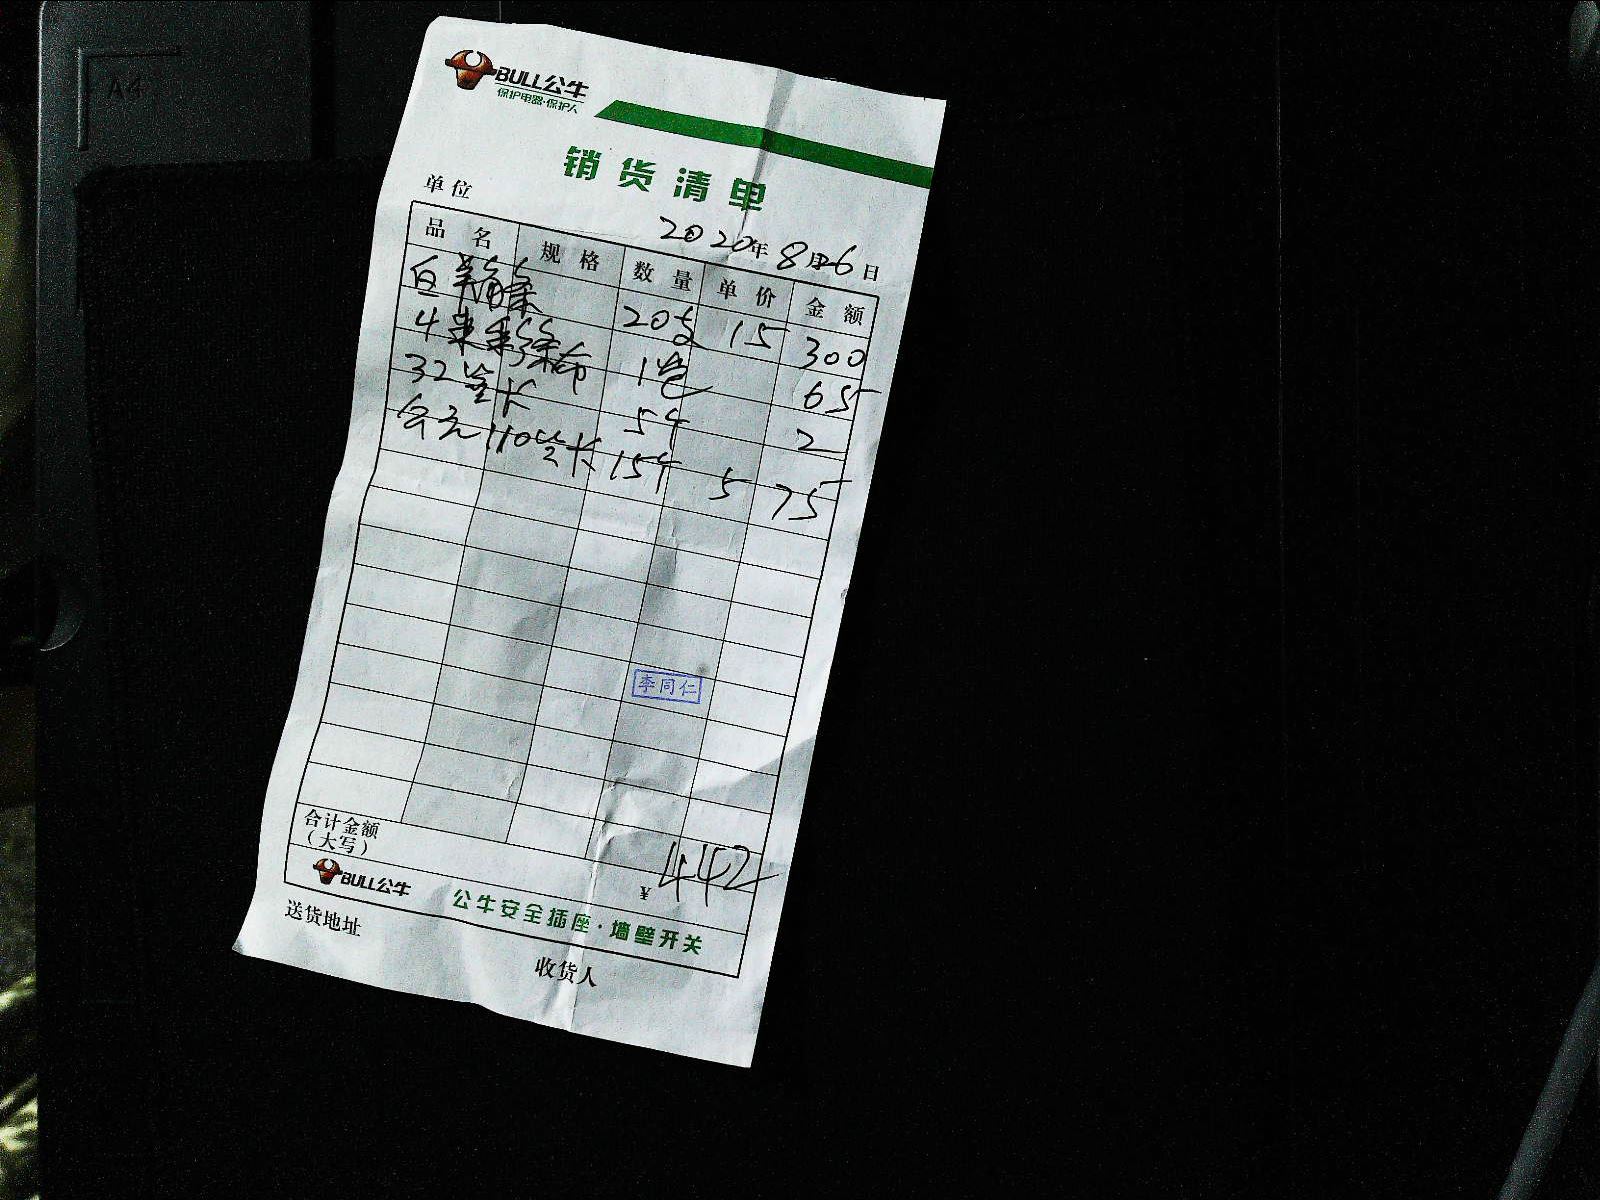 A4
BULL公牛
保护电器·保护人
销货清单
单位
2020年8月6日
品名 规格 数量 单价 金额
白 20支 15 300
4米彩条布 1包 65
32 卡 5个 2
110 卡 15个 5 75
李同仁
合计金额
（大写）
¥ 442
BULL公牛 公牛安全插座·墙壁开关
送货地址
收货人